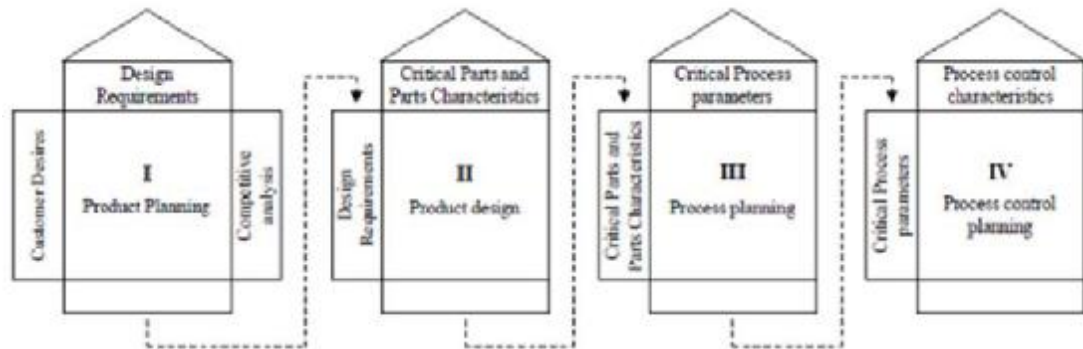 Design
Requirements
Customer Desires
I
Product Planning
Competitive
analysis
Critical Parts and
Parts Characteristics
Design
Requirements
II
Product design
Critical Process
parameters
Critical Parts and
Parts Characteristics
III
Process planning
Process control
characteristics
Critical Process
parameters
IV
Process control
planning